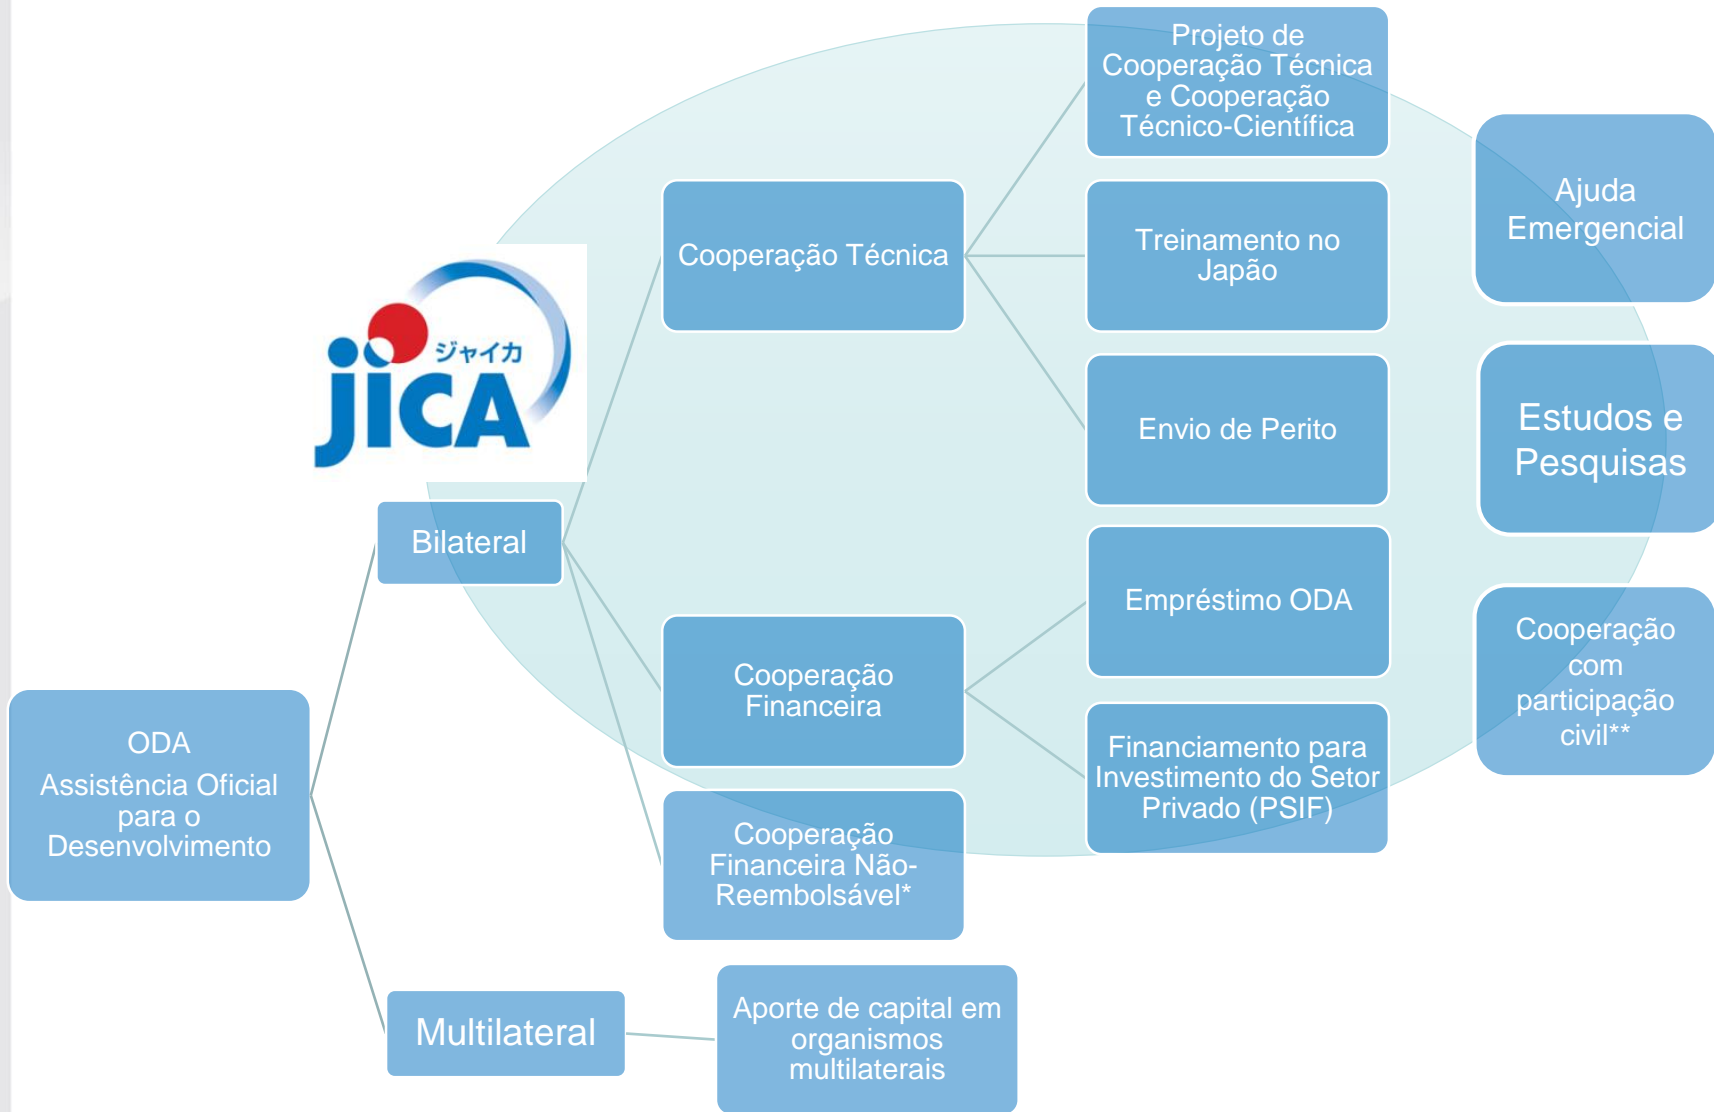 Projeto de
Cooperação Técnica
e Cooperação
Técnico-Científica
Ajuda
Emergencial
Cooperação Técnica
Treinamento no
Japão
ジャイカ
JICA
Envio de Perito
Estudos e
Pesquisas
Bilateral
Empréstimo ODA
Cooperação
Financeira
Cooperação
com
participação
civil**
ODA
Assistência Oficial
para o
Desenvolvimento
Financiamento para
Investimento do Setor
Privado (PSIF)
Cooperação
Financeira Não-
Reembolsável*
Multilateral
Aporte de capital em
organismos
multilaterais